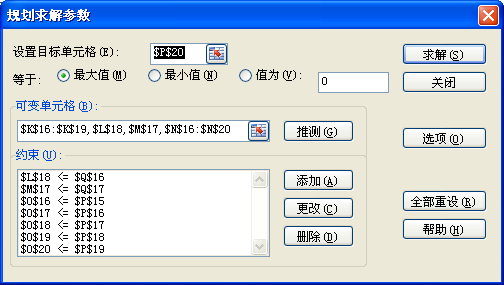 规划求解参数
设置目标单元格(E): $P$20
等于: 最大值(M) 最小值(N) 值为(V): 0
求解(S)
关闭
可变单元格(B):
$K$16:$K$19,$L$18,$M$17,$N$16:$N$20
推测(G)
选项(O)
约束(U):
$L$18 <= $Q$16
$M$17 <= $Q$17
$O$16 <= $P$15
$O$17 <= $P$16
$O$18 <= $P$17
$O$19 <= $P$18
$O$20 <= $P$19
添加(A)
更改(C)
删除(D)
全部重设(R)
帮助(H)